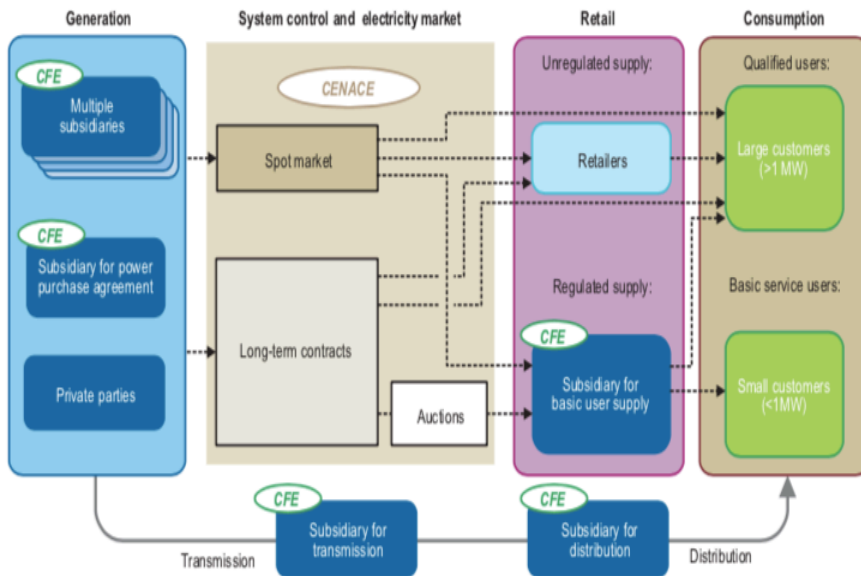 Generation
System control and electricity market
Retail
Consumption
CFE
Multiple
subsidiaries
CFE
Subsidiary for power
purchase agreement
Private parties
CENACE
Spot market
Long-term contracts
Auctions
Unregulated supply:
Retailers
Regulated supply:
CFE
Subsidiary for
basic user supply
Qualified users:
Large customers
(>1 MW)
Basic service users:
Small customers
(<1MW)
Transmission
CFE
Subsidiary for
transmission
CFE
Subsidiary for
distribution
Distribution